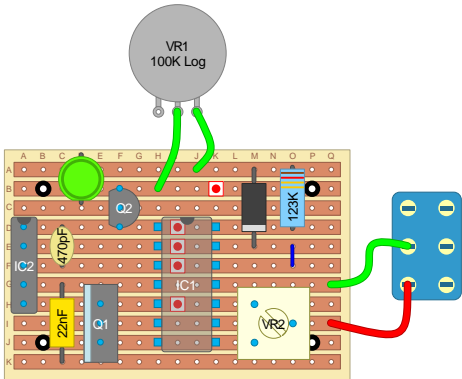 VR1
100K Log
A B C D E F G H I J K L M N O P Q
A
B
C
D
E
F
G
H
I
J
K
Q2
123K
470pF
IC2
IC1
22nF
Q1
VR2